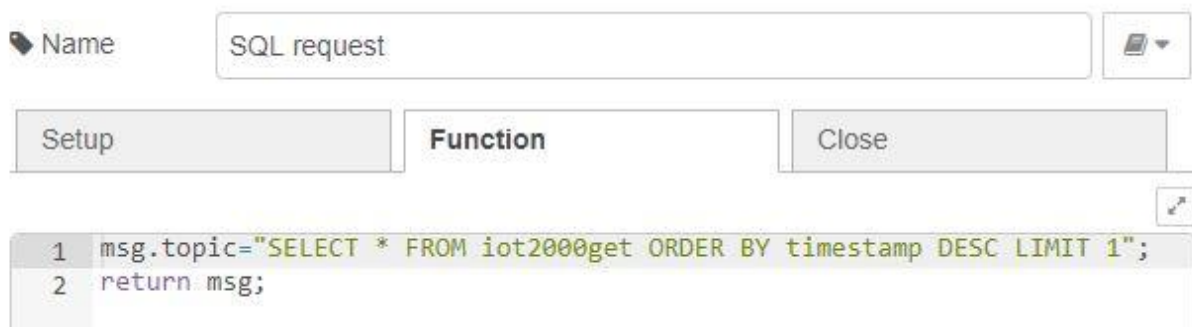 Name SQL request
Setup Function Close
1 msg.topic="SELECT * FROM iot2000get ORDER BY timestamp DESC LIMIT 1";
2 return msg;